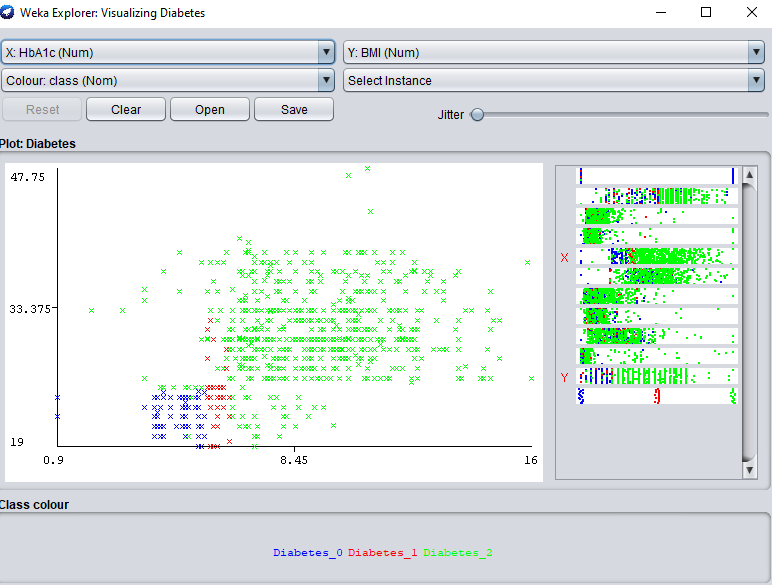 Weka Explorer: Visualizing Diabetes
X: HbA1c (Num) Y: BMI (Num)
Colour: class (Nom) Select Instance
Reset Clear Open Save Jitter
Plot: Diabetes
47.75
33.375
19
0.9 8.45 16
X
Y
Class colour
Diabetes_0 Diabetes_1 Diabetes_2